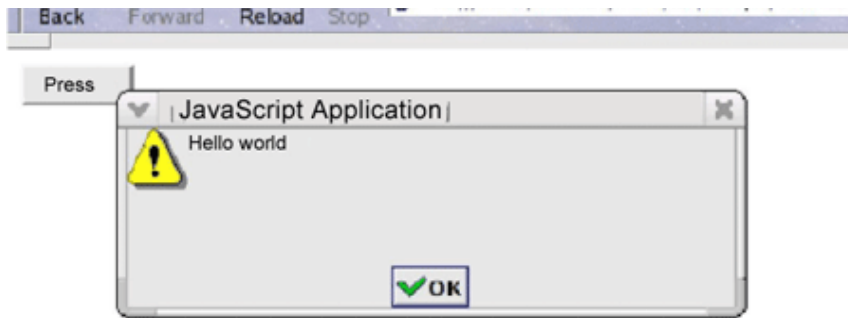 Back Forward Reload Stop
Press
JavaScript Application
Hello world
OK